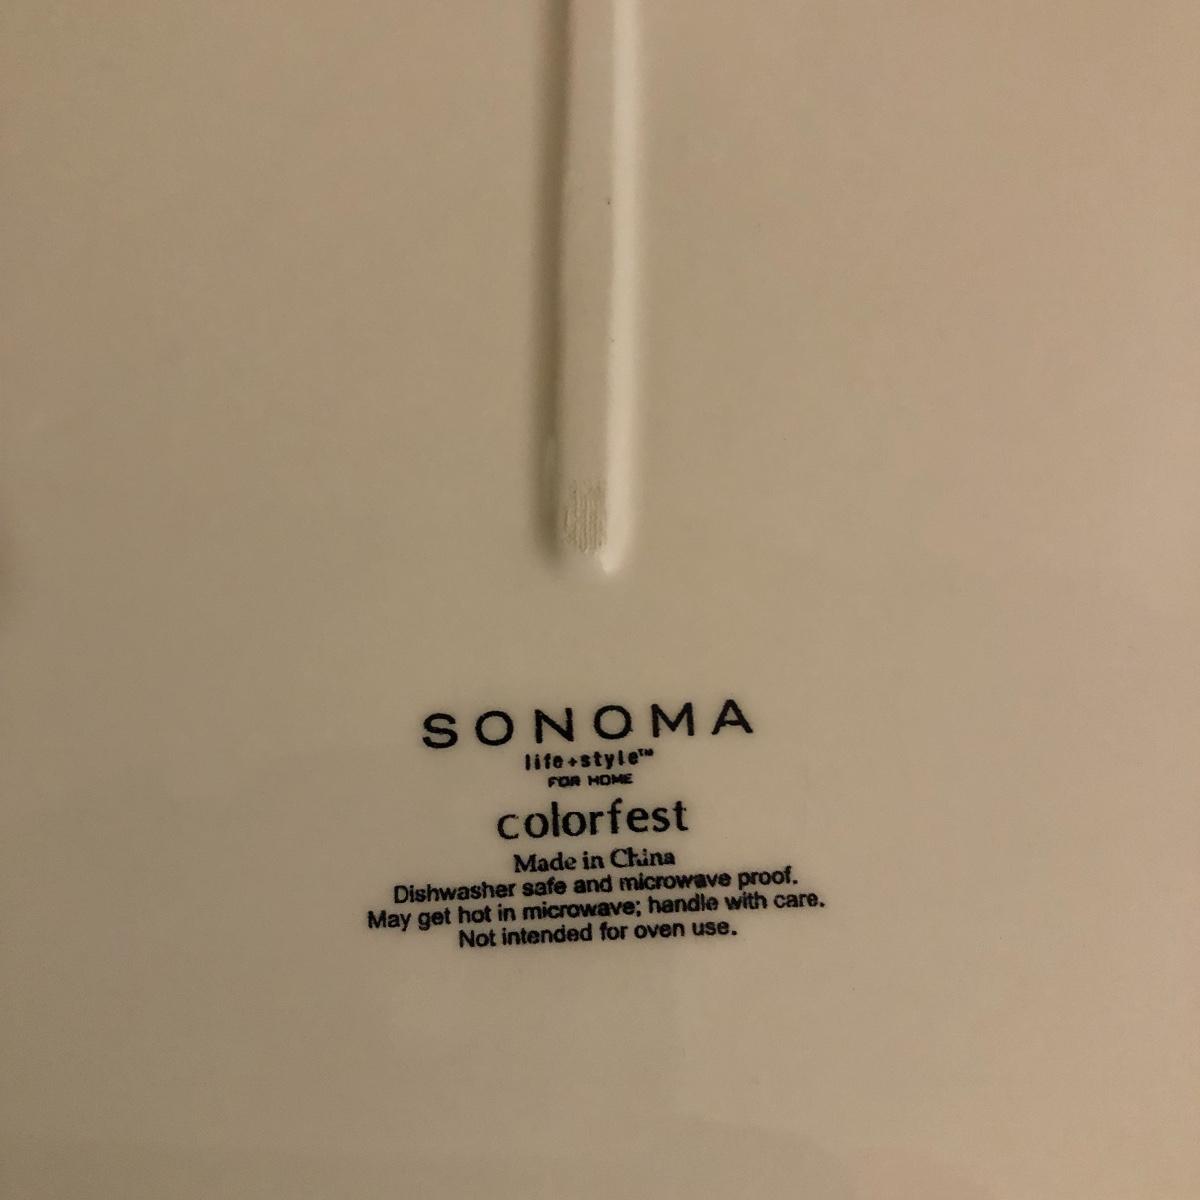 SONOMA
life+style™
FOR HOME
colorfest
Made in China
Dishwasher safe and microwave proof.
May get hot in microwave; handle with care.
Not intended for oven use.